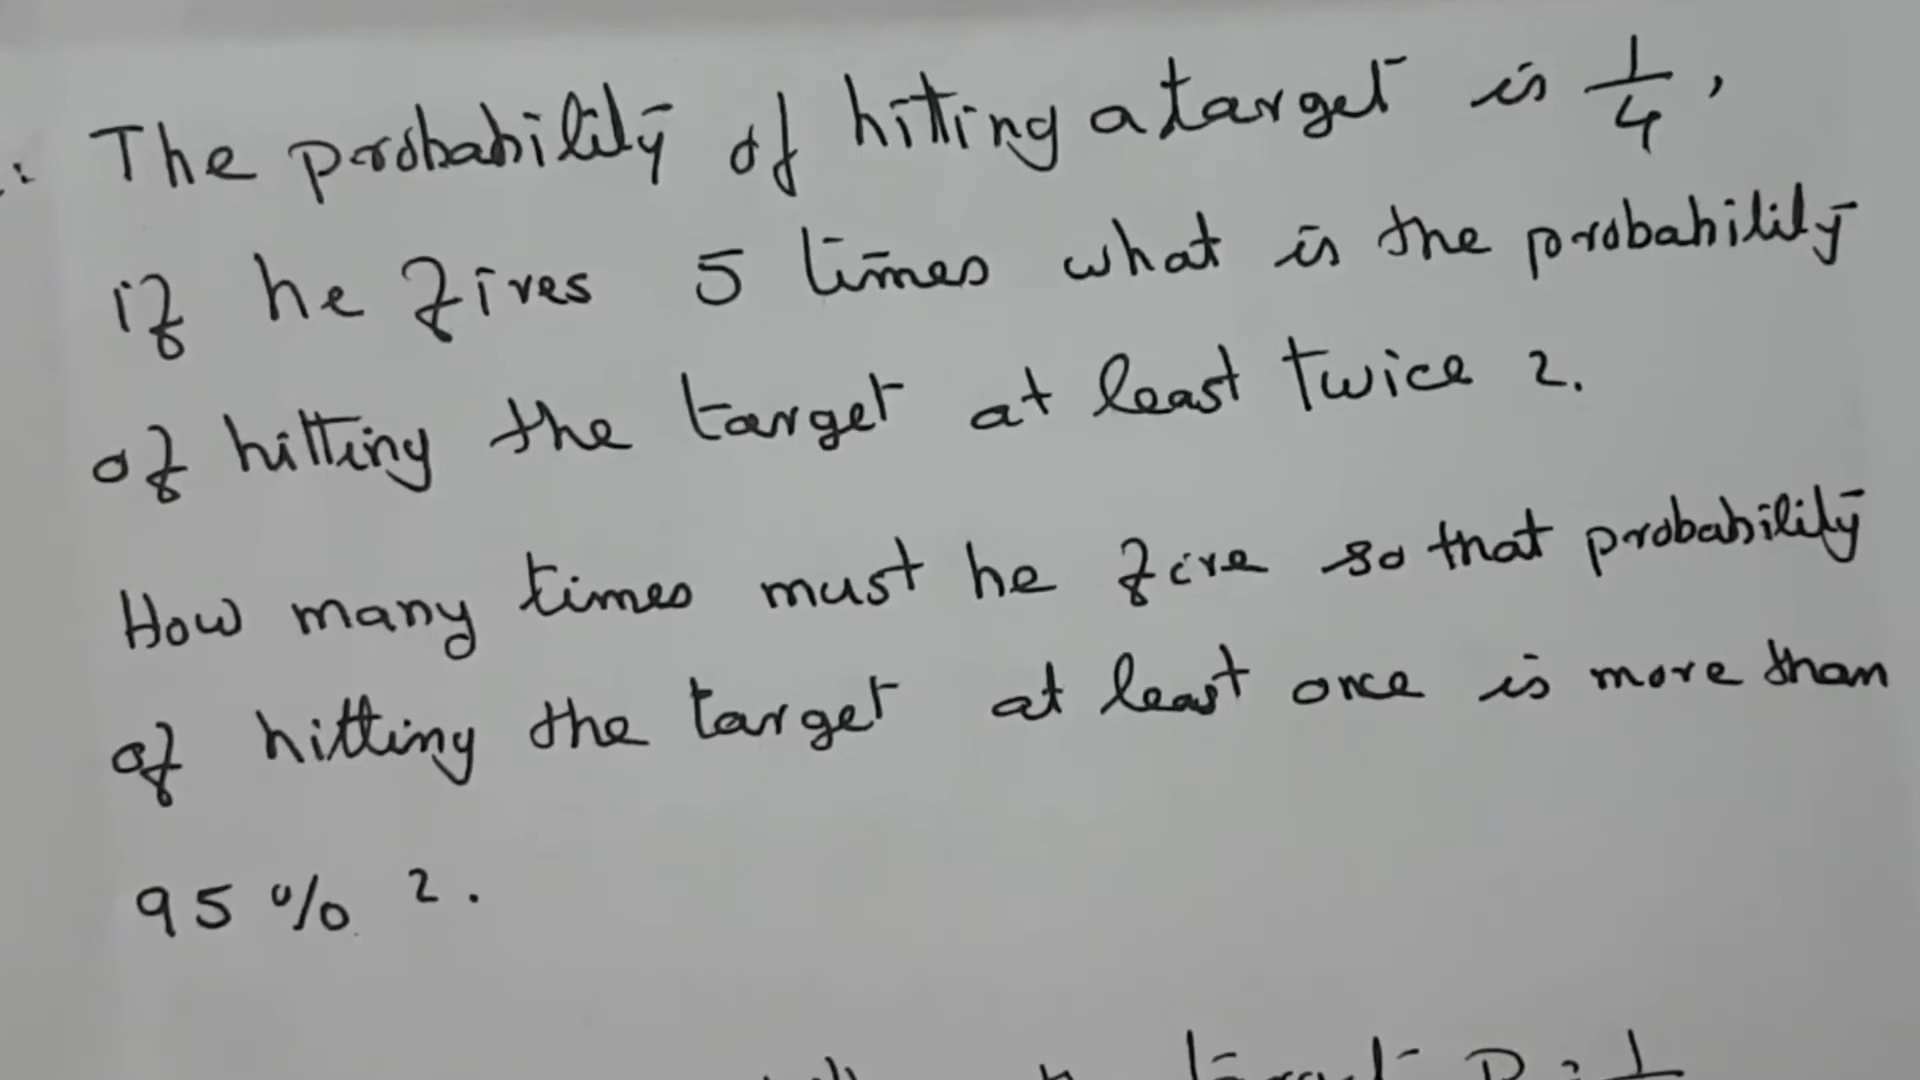 The probability of hitting a target is 1/4,
if he fires 5 times what is the probability
of hitting the target at least twice ?.
How many times must he fire so that probability
of hitting the target at least once is more than
95% ?.